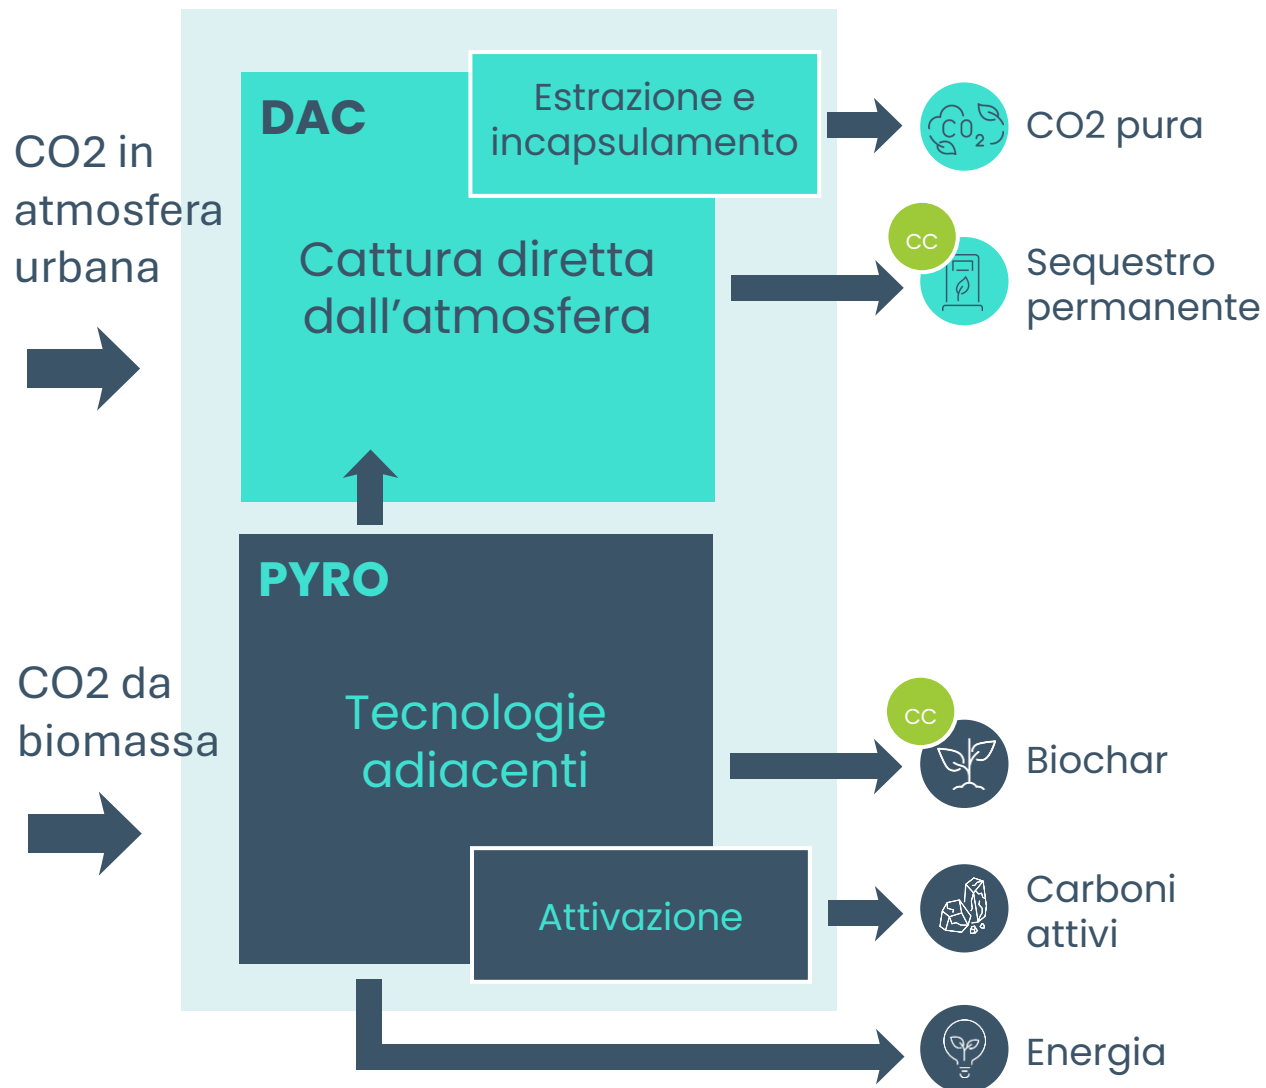 CO2 in
atmosfera
urbana
DAC
Estrazione e
incapsulamento
Cattura diretta
dall’atmosfera
CO2
CO2 pura
CC
Sequestro
permanente
CO2 da
biomassa
PYRO
Tecnologie
adiacenti
CC
Biochar
Attivazione
Carboni
attivi
Energia